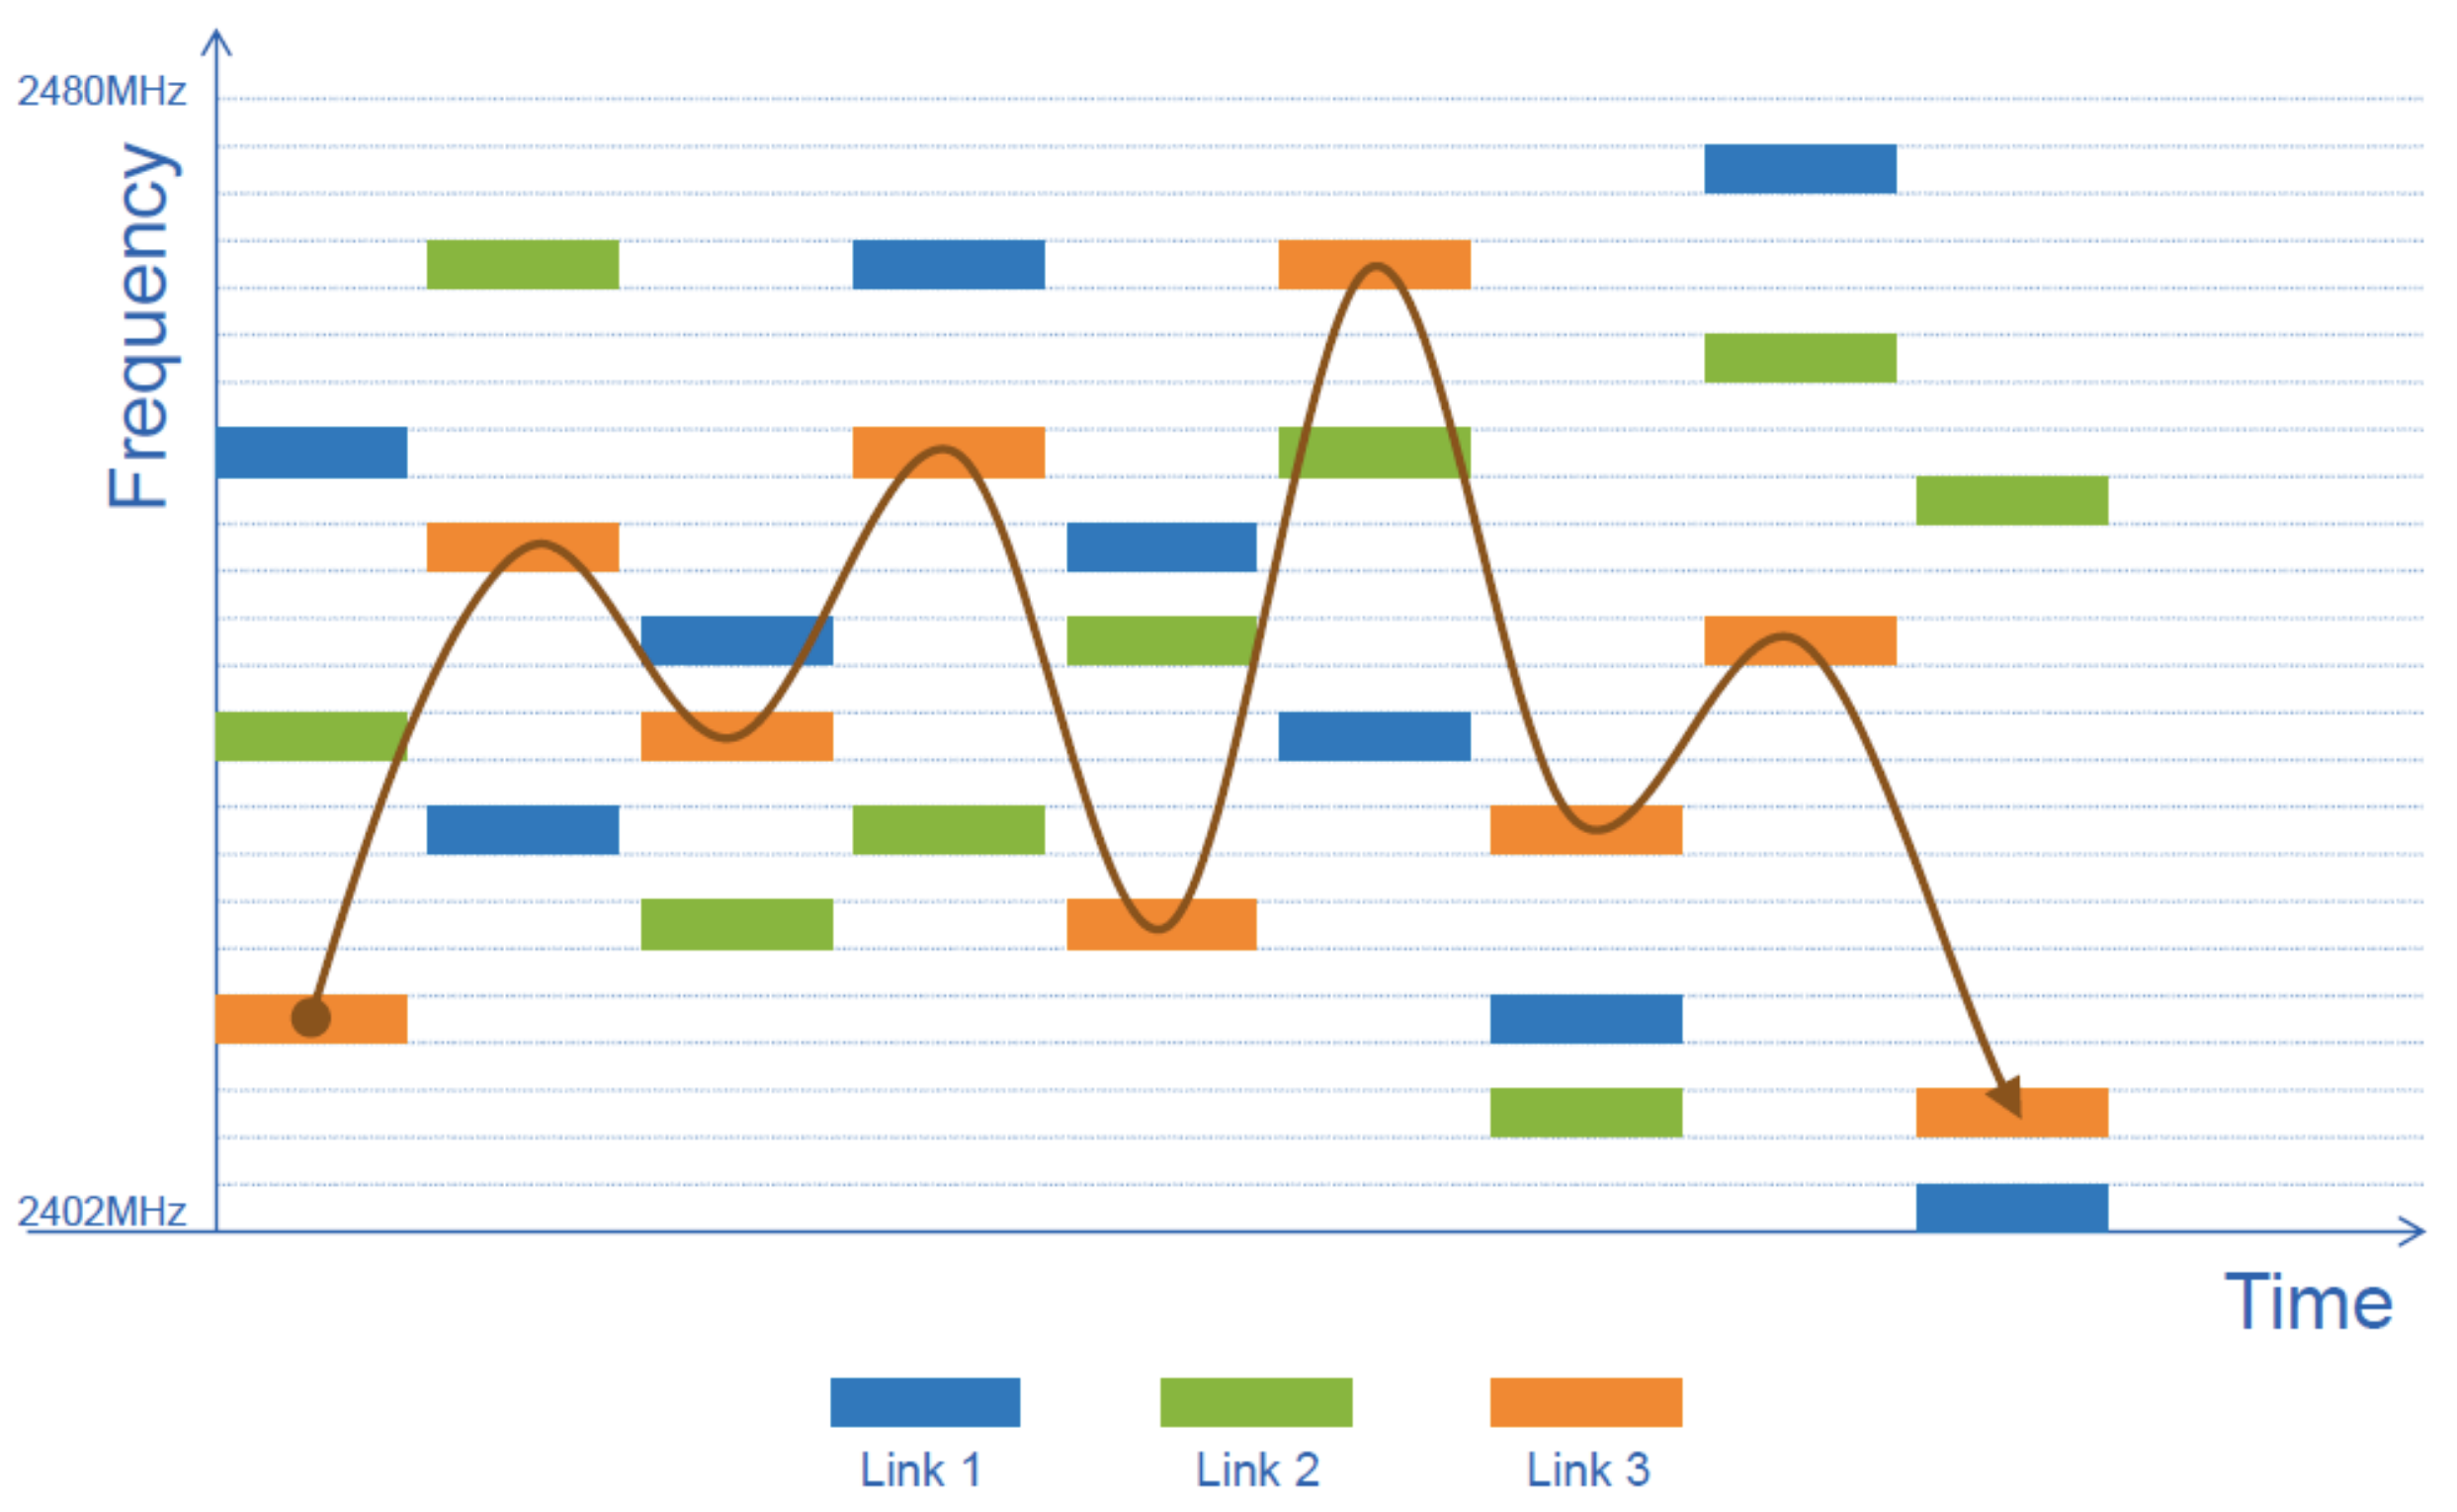 2480MHz
Frequency
2402MHz
Time
Link 1
Link 2
Link 3